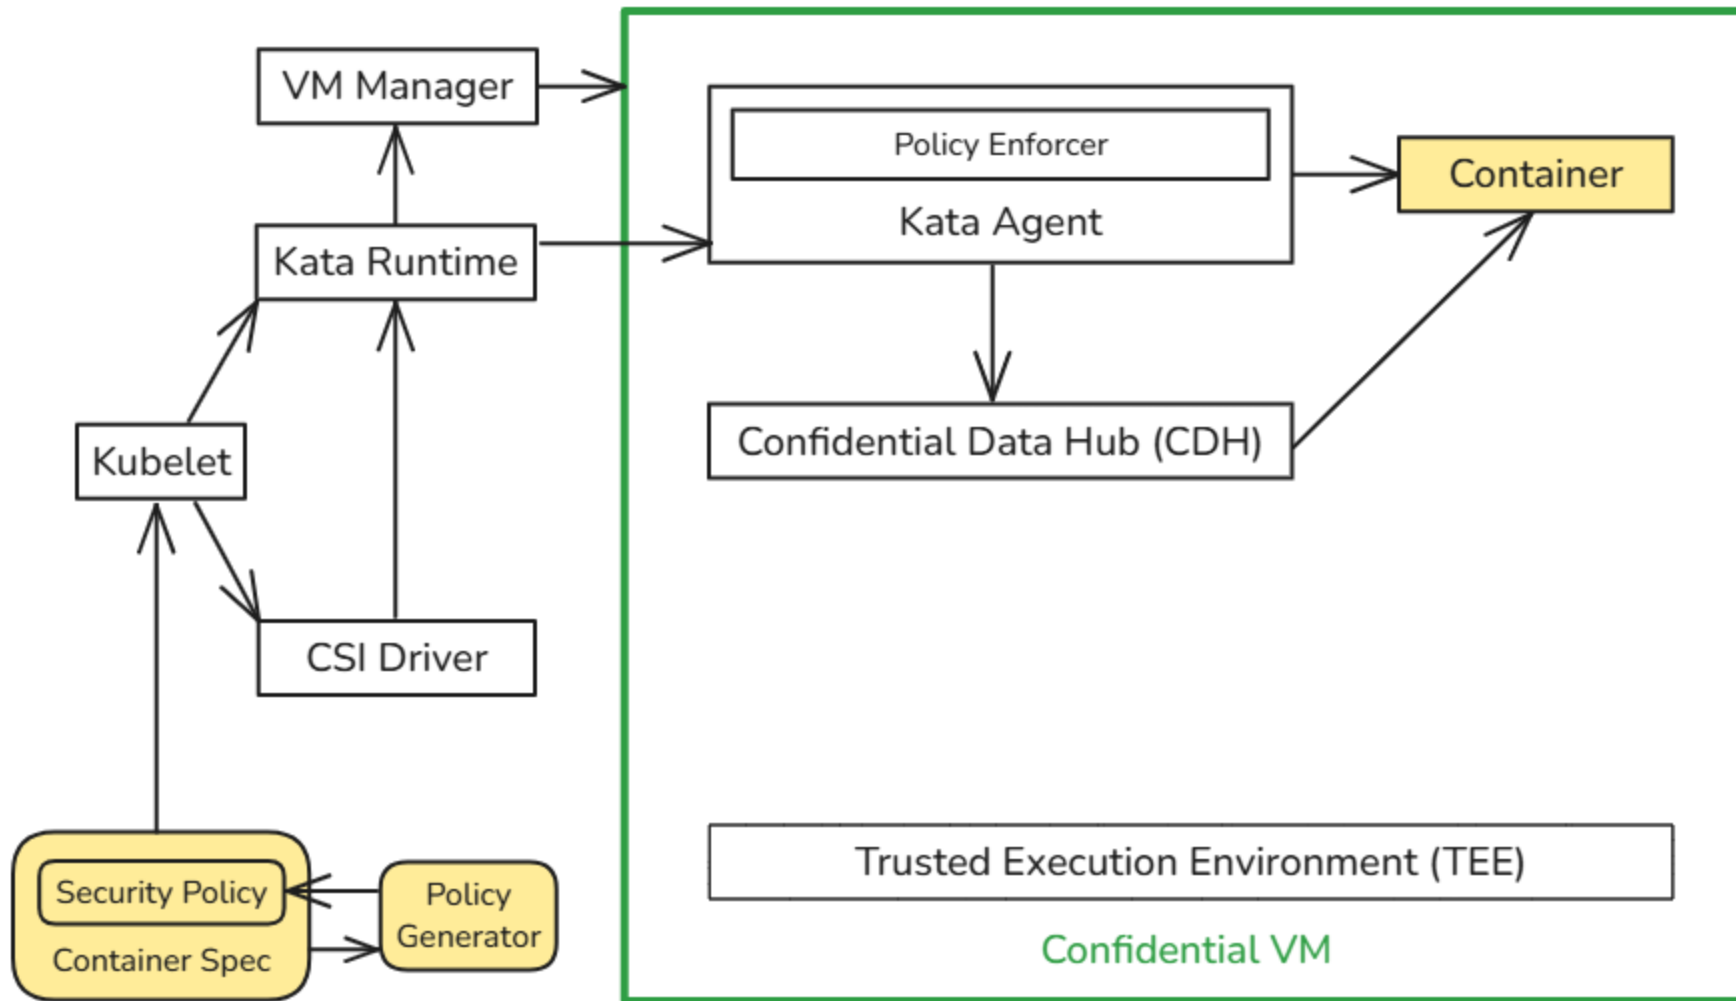 VM Manager
Policy Enforcer
Kata Agent
Container
Kata Runtime
Kubelet
Confidential Data Hub (CDH)
CSI Driver
Security Policy
Container Spec
Policy
Generator
Trusted Execution Environment (TEE)
Confidential VM